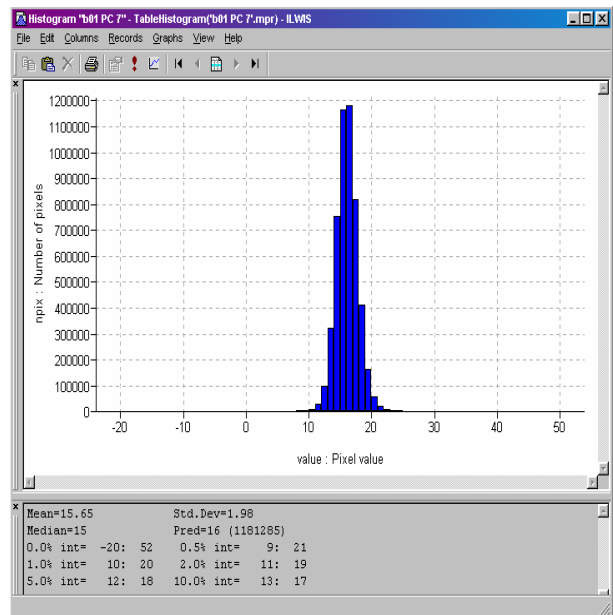 Histogram "b01 PC 7" - TableHistogram('b01 PC 7'.mpr) - ILWIS
File Edit Columns Records Graphs View Help
1200000
1100000
1000000
900000
800000
700000
600000
500000
400000
300000
200000
100000
0
npix : Number of pixels
-20 -10 0 10 20 30 40 50
value : Pixel value
Mean=15.65 Std.Dev=1.98
Median=15 Pred=16 (1181285)
0.0% int= -20: 52 0.5% int= 9: 21
1.0% int= 10: 20 2.0% int= 11: 19
5.0% int= 12: 18 10.0% int= 13: 17